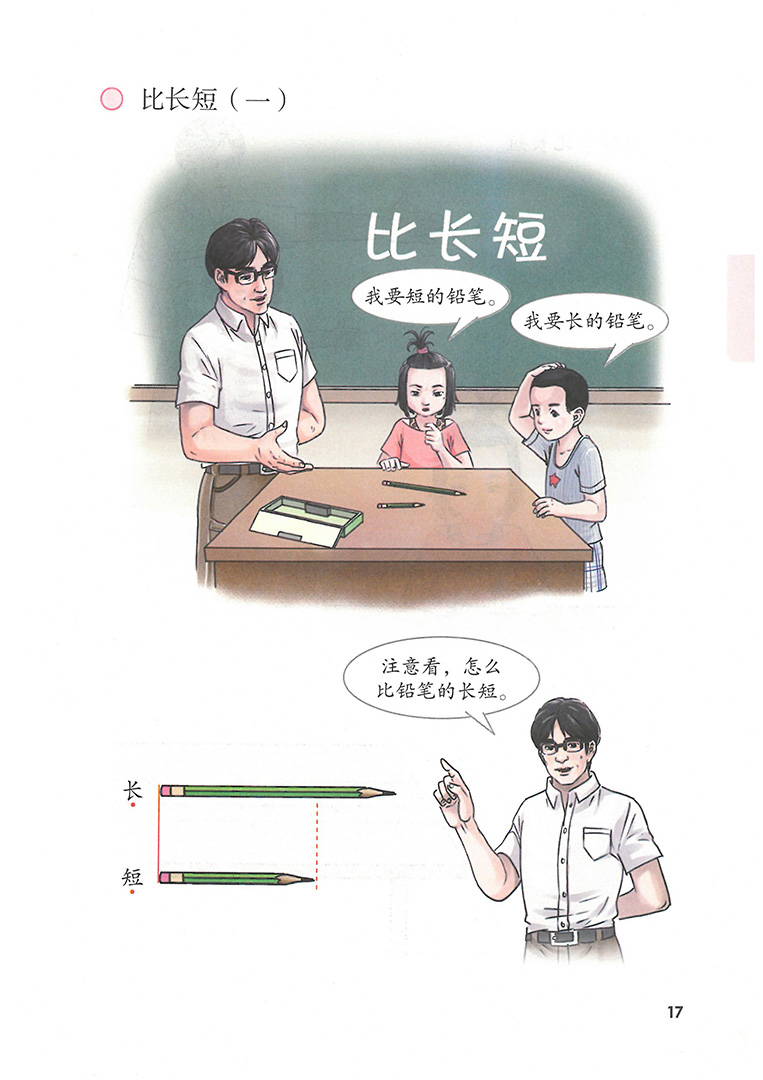 比长短（一）
比长短
我要短的铅笔。
我要长的铅笔。
注意看，怎么
比铅笔的长短。
长
短
17